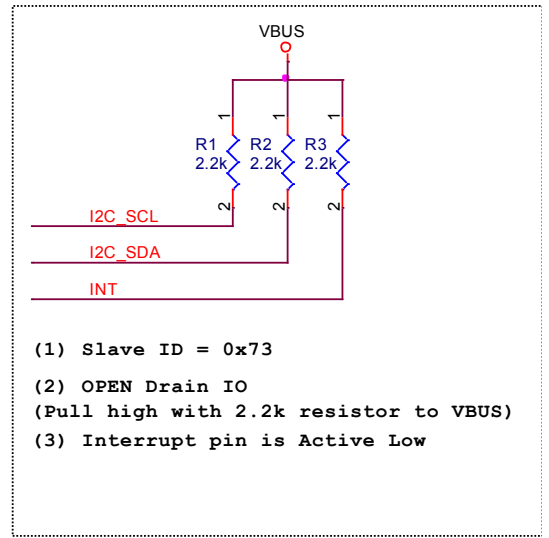 VBUS
1 1 1
R1 R2 R3
2.2k 2.2k 2.2k
2 2 2
I2C_SCL
I2C_SDA
INT
(1) Slave ID = 0x73
(2) OPEN Drain IO
(Pull high with 2.2k resistor to VBUS)
(3) Interrupt pin is Active Low